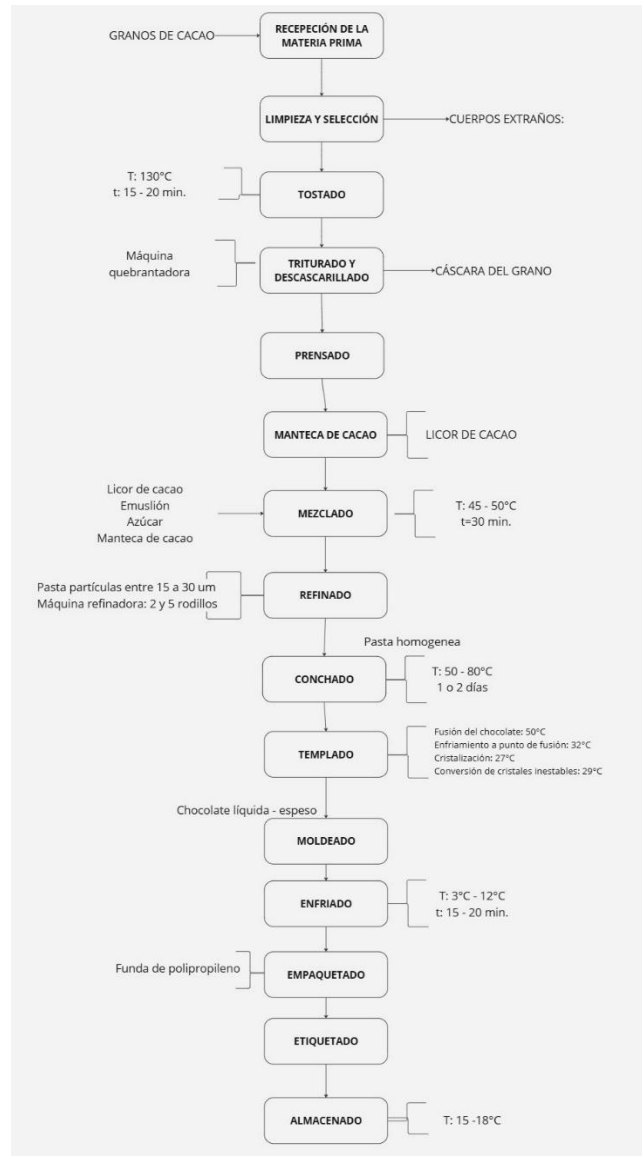 GRANOS DE CACAO
RECEPECIÓN DE LA
MATERIA PRIMA
LIMPIEZA Y SELECCIÓN
CUERPOS EXTRAÑOS:
T: 130°C
t: 15 - 20 min.
TOSTADO
Máquina
quebrantadora
TRITURADO Y
DESCASCARILLADO
CÁSCARA DEL GRANO
PRENSADO
MANTECA DE CACAO
LICOR DE CACAO
Licor de cacao
Emuslión
Azúcar
Manteca de cacao
MEZCLADO
T: 45 - 50°C
t=30 min.
Pasta partículas entre 15 a 30 um
Máquina refinadora: 2 y 5 rodillos
REFINADO
Pasta homogenea
CONCHADO
T: 50 - 80°C
1 o 2 días
TEMPLADO
Fusión del chocolate: 50°C
Enfriamiento a punto de fusión: 32°C
Cristalización: 27°C
Conversión de cristales inestables: 29°C
Chocolate líquida - espeso
MOLDEADO
ENFRIADO
T: 3°C - 12°C
t: 15 - 20 min.
Funda de polipropileno
EMPAQUETADO
ETIQUETADO
ALMACENADO
T: 15 -18°C